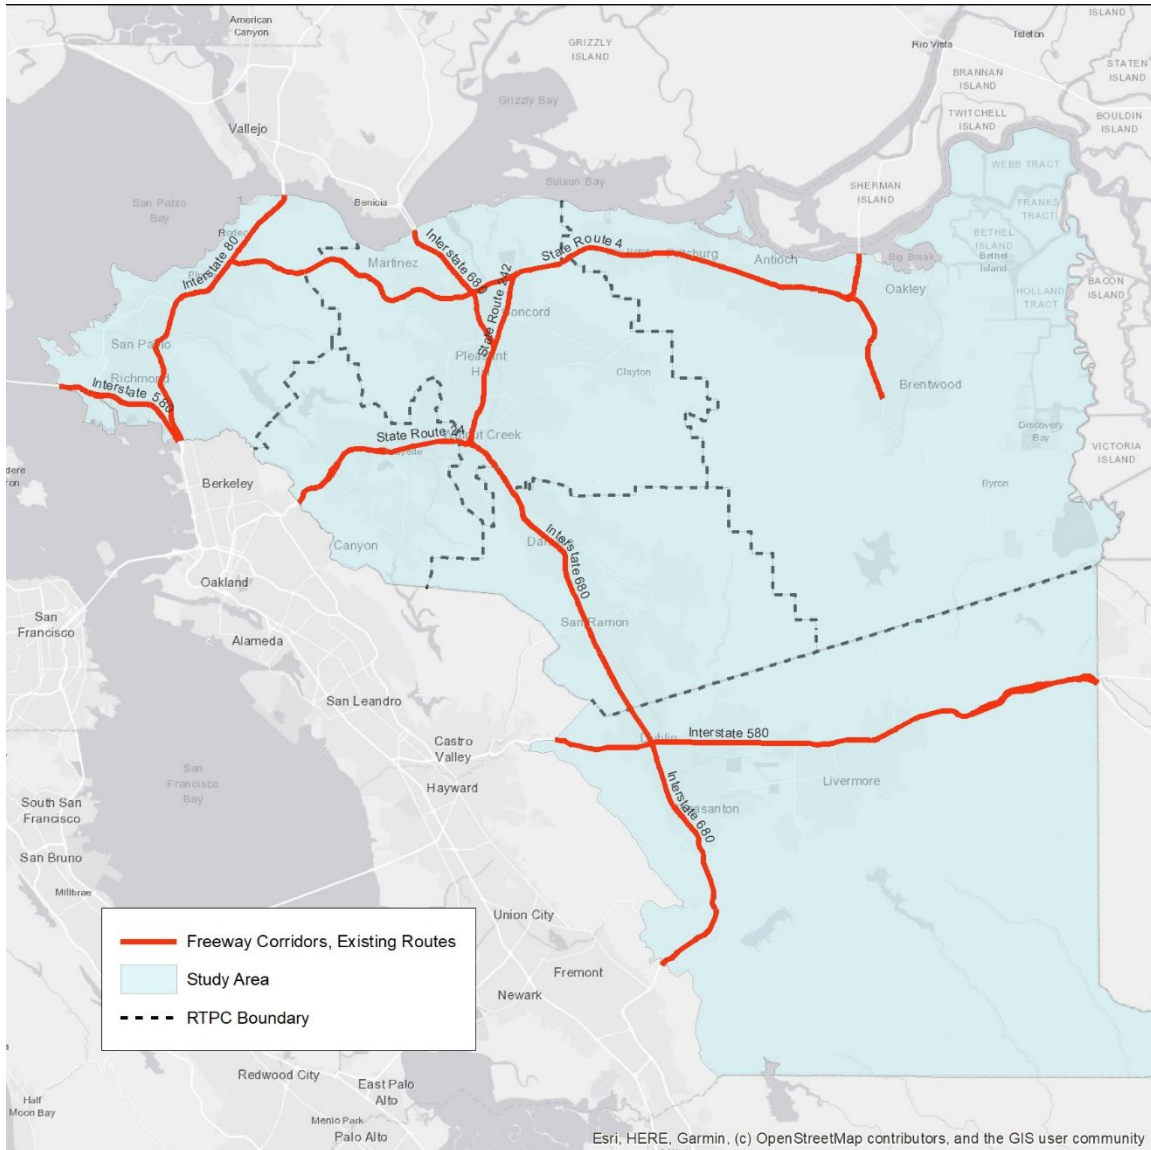 American
Canyon
Vallejo
San Pablo
Bay
Benicia
GRIZZLY
ISLAND
Grizzly Bay
Suisun Bay
Rio Vista
Isleton
ISLAND
STATEN
ISLAND
BRANNAN
ISLAND
TWITCHELL
ISLAND
BOULDIN
ISLAND
SHERMAN
ISLAND
WEBB TRACT
FRANKS
TRACT
BETHEL
ISLAND
Bethel
Island
HOLLAND
TRACT
BACON
ISLAND
Big Break
Interstate 80
Martinez
Interstate 680
State Route 4
State Route 242
Antioch
Oakley
San Pablo
Richmond
Interstate 580
Clayton
Brentwood
Discovery
Bay
VICTORIA
ISLAND
Byron
State Route 24
Berkeley
Canyon
Oakland
Alameda
San
Francisco
Interstate 680
San Ramon
San Leandro
Castro
Valley
Hayward
Dublin
Interstate 580
Livermore
Interstate 680
San
Francisco
Bay
South San
Francisco
San Bruno
Millbrae
Union City
Fremont
Newark
Freeway Corridors, Existing Routes
Study Area
RTPC Boundary
Redwood City
East Palo
Alto
Menlo Park
Palo Alto
Half
Moon Bay
Esri, HERE, Garmin, (c) OpenStreetMap contributors, and the GIS user community